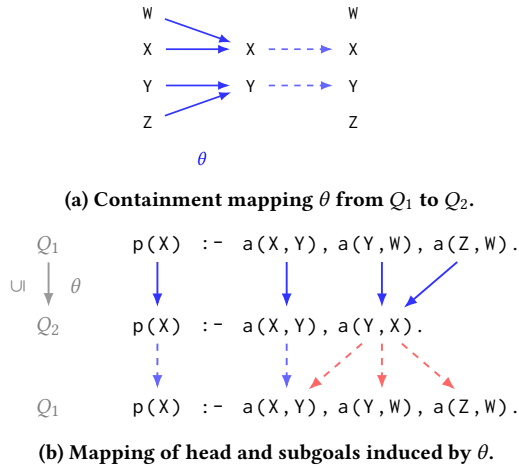 W W
X X X
Y Y Y
Z Z
θ
(a) Containment mapping θ from Q₁ to Q₂.
Q₁ p(X) :- a(X,Y), a(Y,W), a(Z,W).
⊆ θ
Q₂ p(X) :- a(X,Y), a(Y,X).
Q₁ p(X) :- a(X,Y), a(Y,W), a(Z,W).
(b) Mapping of head and subgoals induced by θ.